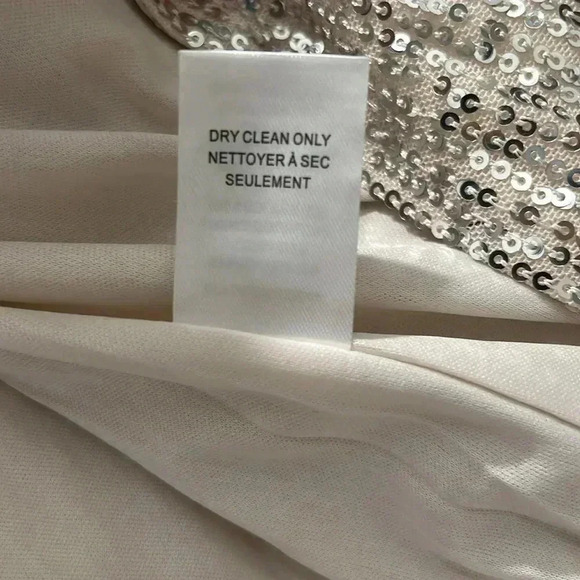 DRY CLEAN ONLY
NETTOYER À SEC
SEULEMENT